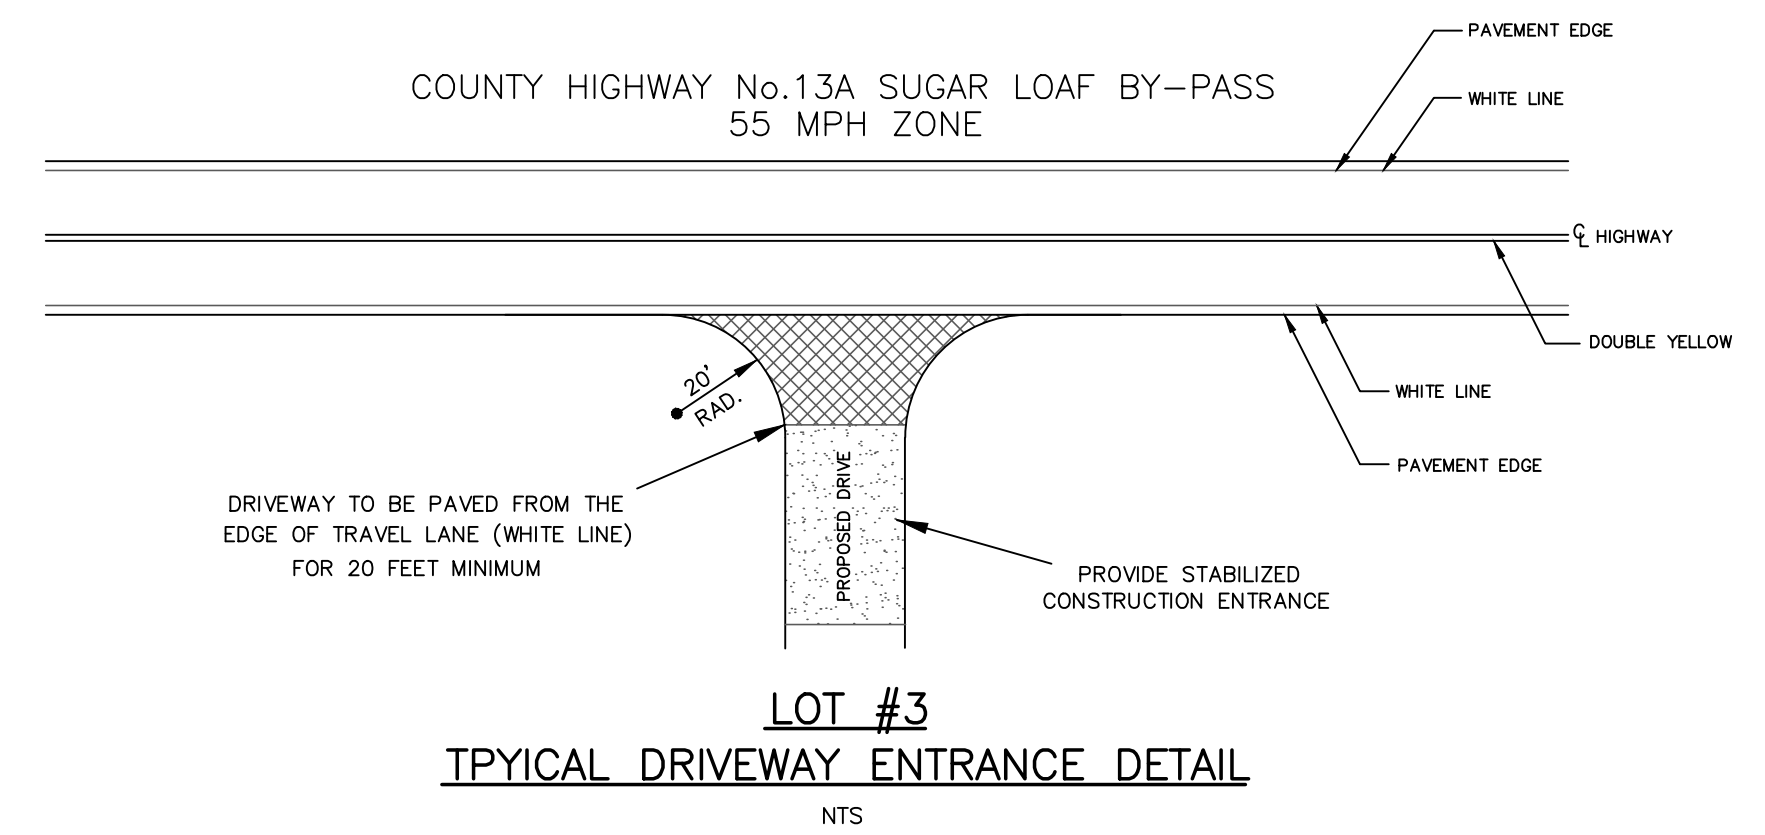 PAVEMENT EDGE
COUNTY HIGHWAY No.13A SUGAR LOAF BY-PASS
55 MPH ZONE
WHITE LINE
℄ HIGHWAY
DOUBLE YELLOW
WHITE LINE
PAVEMENT EDGE
20'
RAD.
DRIVEWAY TO BE PAVED FROM THE
EDGE OF TRAVEL LANE (WHITE LINE)
FOR 20 FEET MINIMUM
PROPOSED DRIVE
PROVIDE STABILIZED
CONSTRUCTION ENTRANCE
LOT #3
TPYICAL DRIVEWAY ENTRANCE DETAIL
NTS